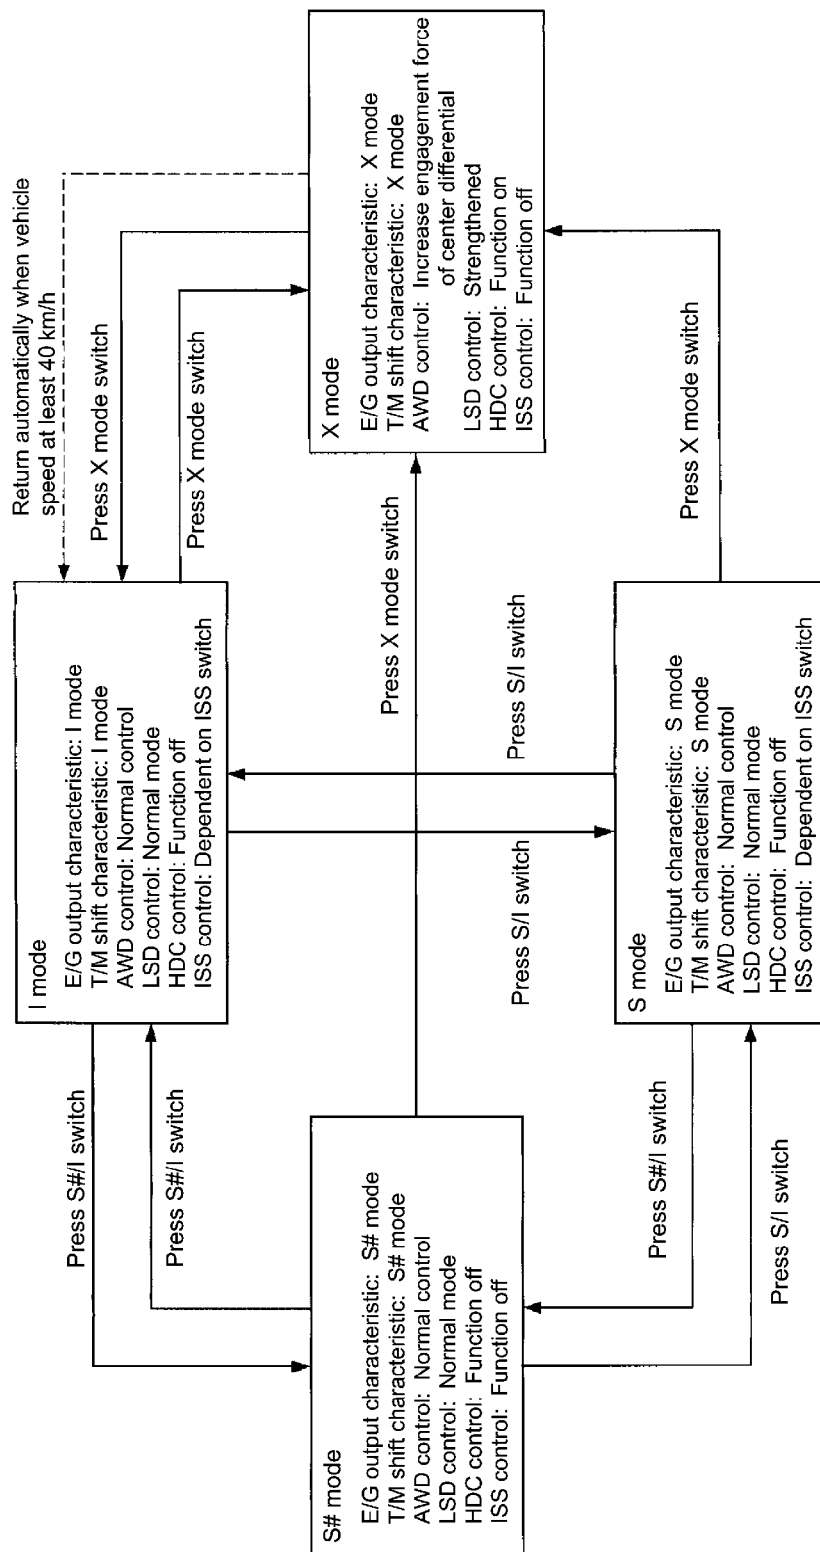 Return automatically when vehicle
speed at least 40 km/h
Press X mode switch
Press X mode switch
I mode
E/G output characteristic: I mode
T/M shift characteristic: I mode
AWD control: Normal control
LSD control: Normal mode
HDC control: Function off
ISS control: Dependent on ISS switch
Press S#/I switch
Press S#/I switch
S# mode
E/G output characteristic: S# mode
T/M shift characteristic: S# mode
AWD control: Normal control
LSD control: Normal mode
HDC control: Function off
ISS control: Function off
Press X mode switch
X mode
E/G output characteristic: X mode
T/M shift characteristic: X mode
AWD control: Increase engagement force
of center differential
LSD control: Strengthened
HDC control: Function on
ISS control: Function off
Press S/I switch
Press S/I switch
S mode
E/G output characteristic: S mode
T/M shift characteristic: S mode
AWD control: Normal control
LSD control: Normal mode
HDC control: Function off
ISS control: Dependent on ISS switch
Press S#/I switch
Press S/I switch
Press X mode switch